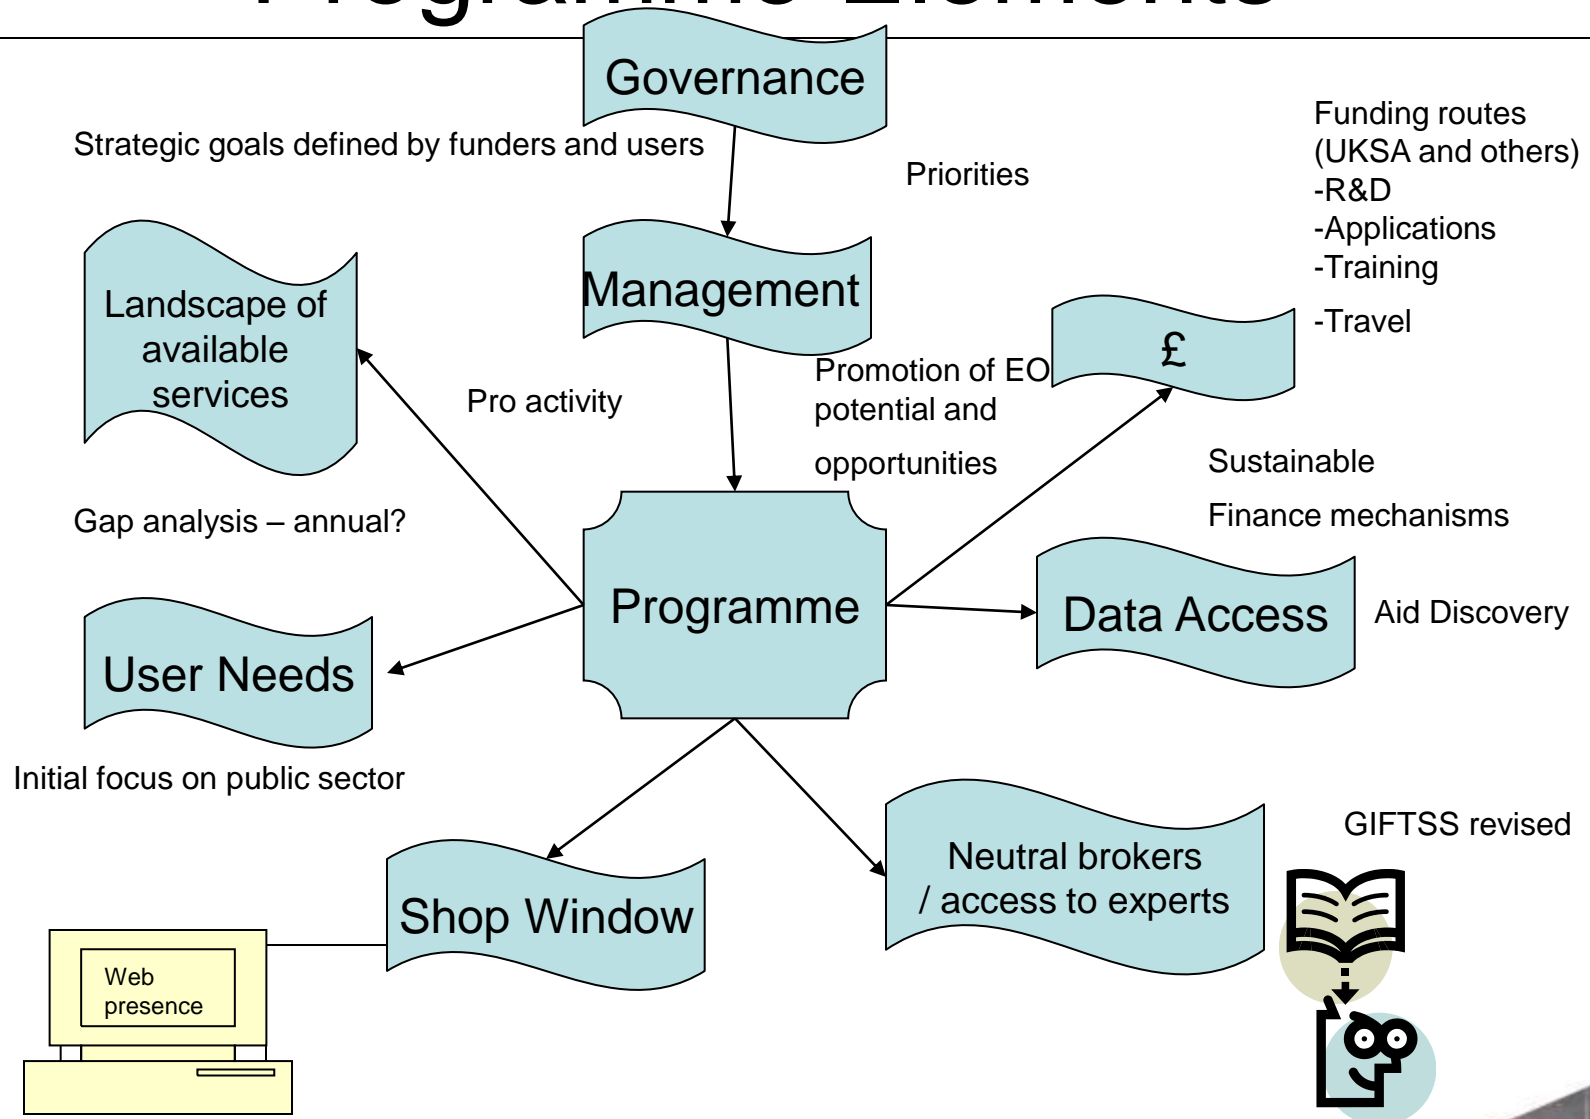 Programme Elements
Governance
Strategic goals defined by funders and users
Priorities
Funding routes
(UKSA and others)
-R&D
-Applications
-Training
-Travel
Management
Landscape of
available
services
£
Pro activity
Promotion of EO
potential and
opportunities
Sustainable
Finance mechanisms
Gap analysis – annual?
Programme
Data Access
Aid Discovery
User Needs
Initial focus on public sector
Shop Window
Neutral brokers
/ access to experts
GIFTSS revised
Web
presence